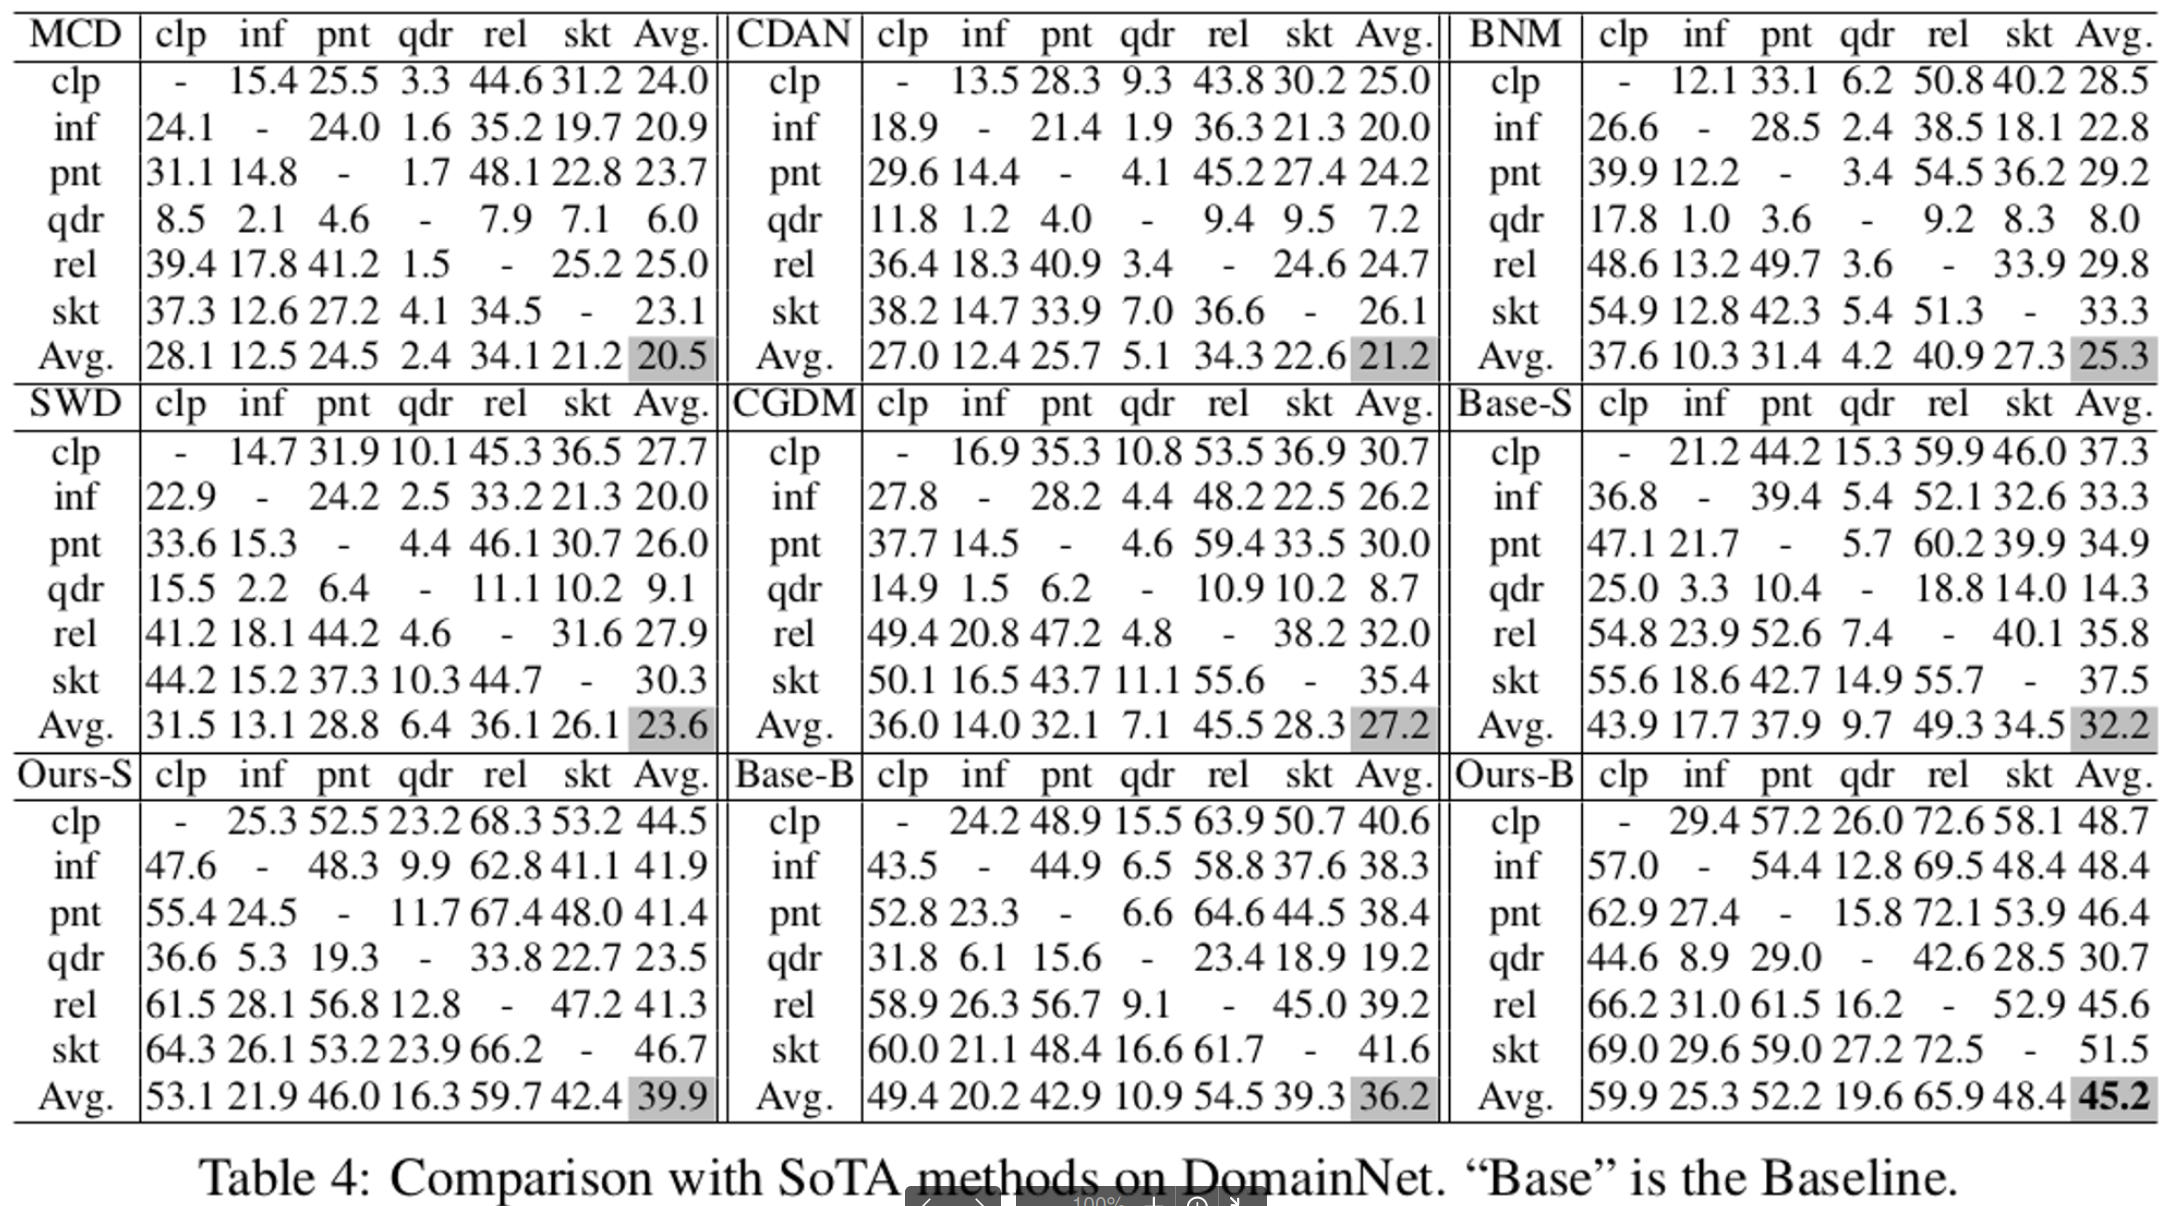 MCD clp inf pnt qdr rel skt Avg. CDAN clp inf pnt qdr rel skt Avg. BNM clp inf pnt qdr rel skt Avg.
clp - 15.4 25.5 3.3 44.6 31.2 24.0 clp - 13.5 28.3 9.3 43.8 30.2 25.0 clp - 12.1 33.1 6.2 50.8 40.2 28.5
inf 24.1 - 24.0 1.6 35.2 19.7 20.9 inf 18.9 - 21.4 1.9 36.3 21.3 20.0 inf 26.6 - 28.5 2.4 38.5 18.1 22.8
pnt 31.1 14.8 - 1.7 48.1 22.8 23.7 pnt 29.6 14.4 - 4.1 45.2 27.4 24.2 pnt 39.9 12.2 - 3.4 54.5 36.2 29.2
qdr 8.5 2.1 4.6 - 7.9 7.1 6.0 qdr 11.8 1.2 4.0 - 9.4 9.5 7.2 qdr 17.8 1.0 3.6 - 9.2 8.3 8.0
rel 39.4 17.8 41.2 1.5 - 25.2 25.0 rel 36.4 18.3 40.9 3.4 - 24.6 24.7 rel 48.6 13.2 49.7 3.6 - 33.9 29.8
skt 37.3 12.6 27.2 4.1 34.5 - 23.1 skt 38.2 14.7 33.9 7.0 36.6 - 26.1 skt 54.9 12.8 42.3 5.4 51.3 - 33.3
Avg. 28.1 12.5 24.5 2.4 34.1 21.2 20.5 Avg. 27.0 12.4 25.7 5.1 34.3 22.6 21.2 Avg. 37.6 10.3 31.4 4.2 40.9 27.3 25.3
SWD clp inf pnt qdr rel skt Avg. CGDM clp inf pnt qdr rel skt Avg. Base-S clp inf pnt qdr rel skt Avg.
clp - 14.7 31.9 10.1 45.3 36.5 27.7 clp - 16.9 35.3 10.8 53.5 36.9 30.7 clp - 21.2 44.2 15.3 59.9 46.0 37.3
inf 22.9 - 24.2 2.5 33.2 21.3 20.0 inf 27.8 - 28.2 4.4 48.2 22.5 26.2 inf 36.8 - 39.4 5.4 52.1 32.6 33.3
pnt 33.6 15.3 - 4.4 46.1 30.7 26.0 pnt 37.7 14.5 - 4.6 59.4 33.5 30.0 pnt 47.1 21.7 - 5.7 60.2 39.9 34.9
qdr 15.5 2.2 6.4 - 11.1 10.2 9.1 qdr 14.9 1.5 6.2 - 10.9 10.2 8.7 qdr 25.0 3.3 10.4 - 18.8 14.0 14.3
rel 41.2 18.1 44.2 4.6 - 31.6 27.9 rel 49.4 20.8 47.2 4.8 - 38.2 32.0 rel 54.8 23.9 52.6 7.4 - 40.1 35.8
skt 44.2 15.2 37.3 10.3 44.7 - 30.3 skt 50.1 16.5 43.7 11.1 55.6 - 35.4 skt 55.6 18.6 42.7 14.9 55.7 - 37.5
Avg. 31.5 13.1 28.8 6.4 36.1 26.1 23.6 Avg. 36.0 14.0 32.1 7.1 45.5 28.3 27.2 Avg. 43.9 17.7 37.9 9.7 49.3 34.5 32.2
Ours-S clp inf pnt qdr rel skt Avg. Base-B clp inf pnt qdr rel skt Avg. Ours-B clp inf pnt qdr rel skt Avg.
clp - 25.3 52.5 23.2 68.3 53.2 44.5 clp - 24.2 48.9 15.5 63.9 50.7 40.6 clp - 29.4 57.2 26.0 72.6 58.1 48.7
inf 47.6 - 48.3 9.9 62.8 41.1 41.9 inf 43.5 - 44.9 6.5 58.8 37.6 38.3 inf 57.0 - 54.4 12.8 69.5 48.4 48.4
pnt 55.4 24.5 - 11.7 67.4 48.0 41.4 pnt 52.8 23.3 - 6.6 64.6 44.5 38.4 pnt 62.9 27.4 - 15.8 72.1 53.9 46.4
qdr 36.6 5.3 19.3 - 33.8 22.7 23.5 qdr 31.8 6.1 15.6 - 23.4 18.9 19.2 qdr 44.6 8.9 29.0 - 42.6 28.5 30.7
rel 61.5 28.1 56.8 12.8 - 47.2 41.3 rel 58.9 26.3 56.7 9.1 - 45.0 39.2 rel 66.2 31.0 61.5 16.2 - 52.9 45.6
skt 64.3 26.1 53.2 23.9 66.2 - 46.7 skt 60.0 21.1 48.4 16.6 61.7 - 41.6 skt 69.0 29.6 59.0 27.2 72.5 - 51.5
Avg. 53.1 21.9 46.0 16.3 59.7 42.4 39.9 Avg. 49.4 20.2 42.9 10.9 54.5 39.3 36.2 Avg. 59.9 25.3 52.2 19.6 65.9 48.4 45.2
Table 4: Comparison with SoTA methods on DomainNet. “Base” is the Baseline.
100%